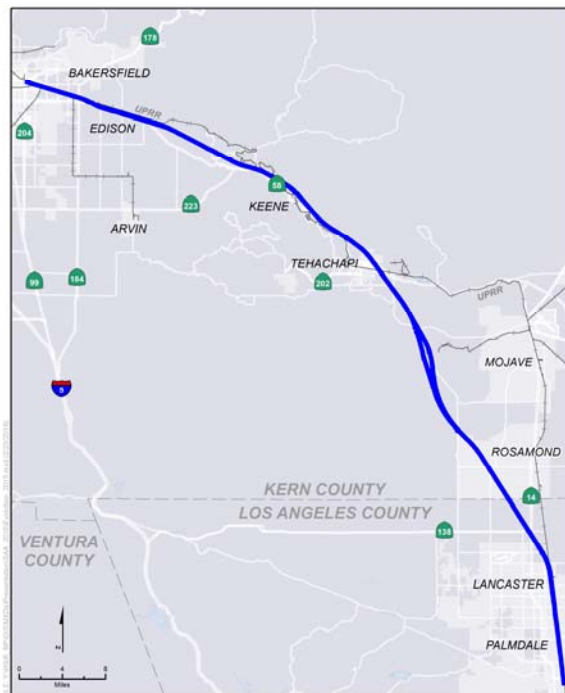 178
BAKERSFIELD
UPRR
EDISON
204
58
KEENE
223
ARVIN
TEHACHAPI
202
99
184
UPRR
MOJAVE
5
ROSAMOND
14
KERN COUNTY
LOS ANGELES COUNTY
138
VENTURA
COUNTY
LANCASTER
PALMDALE
N
0 4 8
Miles